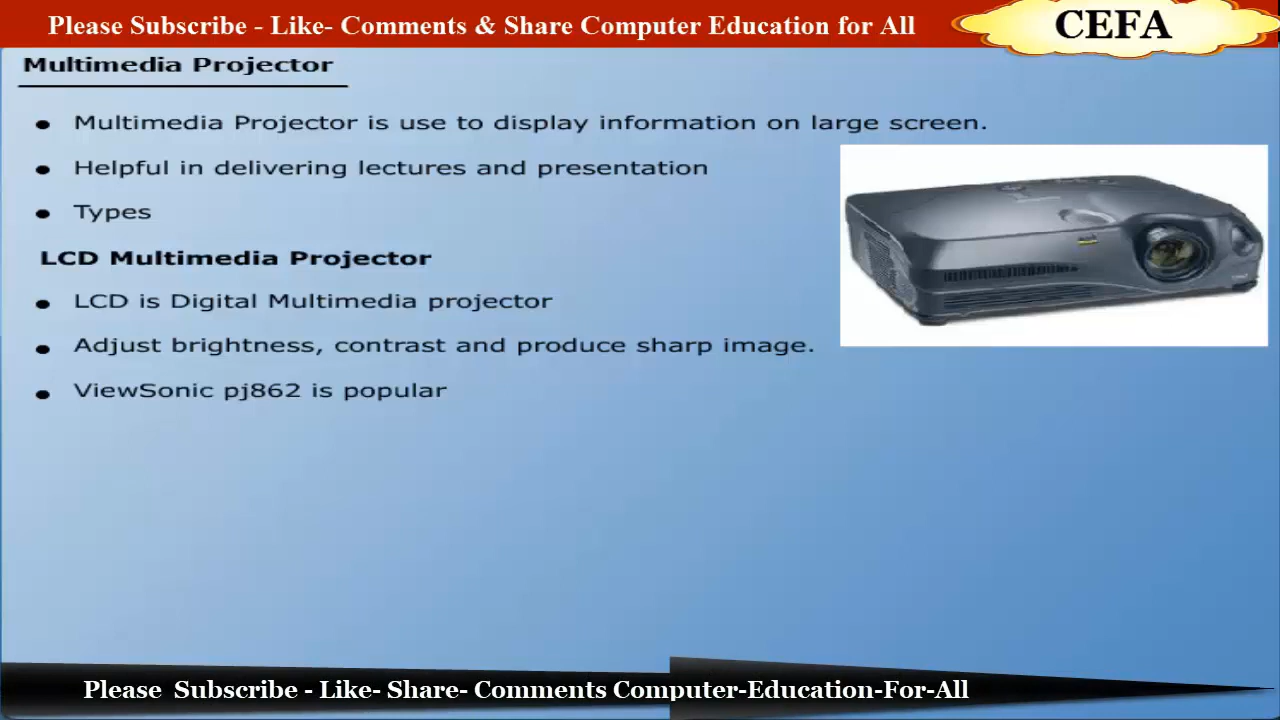 Please Subscribe - Like- Comments & Share Computer Education for All
CEFA
Multimedia Projector
Multimedia Projector is use to display information on large screen.
Helpful in delivering lectures and presentation
Types
LCD Multimedia Projector
LCD is Digital Multimedia projector
Adjust brightness, contrast and produce sharp image.
ViewSonic pj862 is popular
Please Subscribe - Like- Share- Comments Computer-Education-For-All